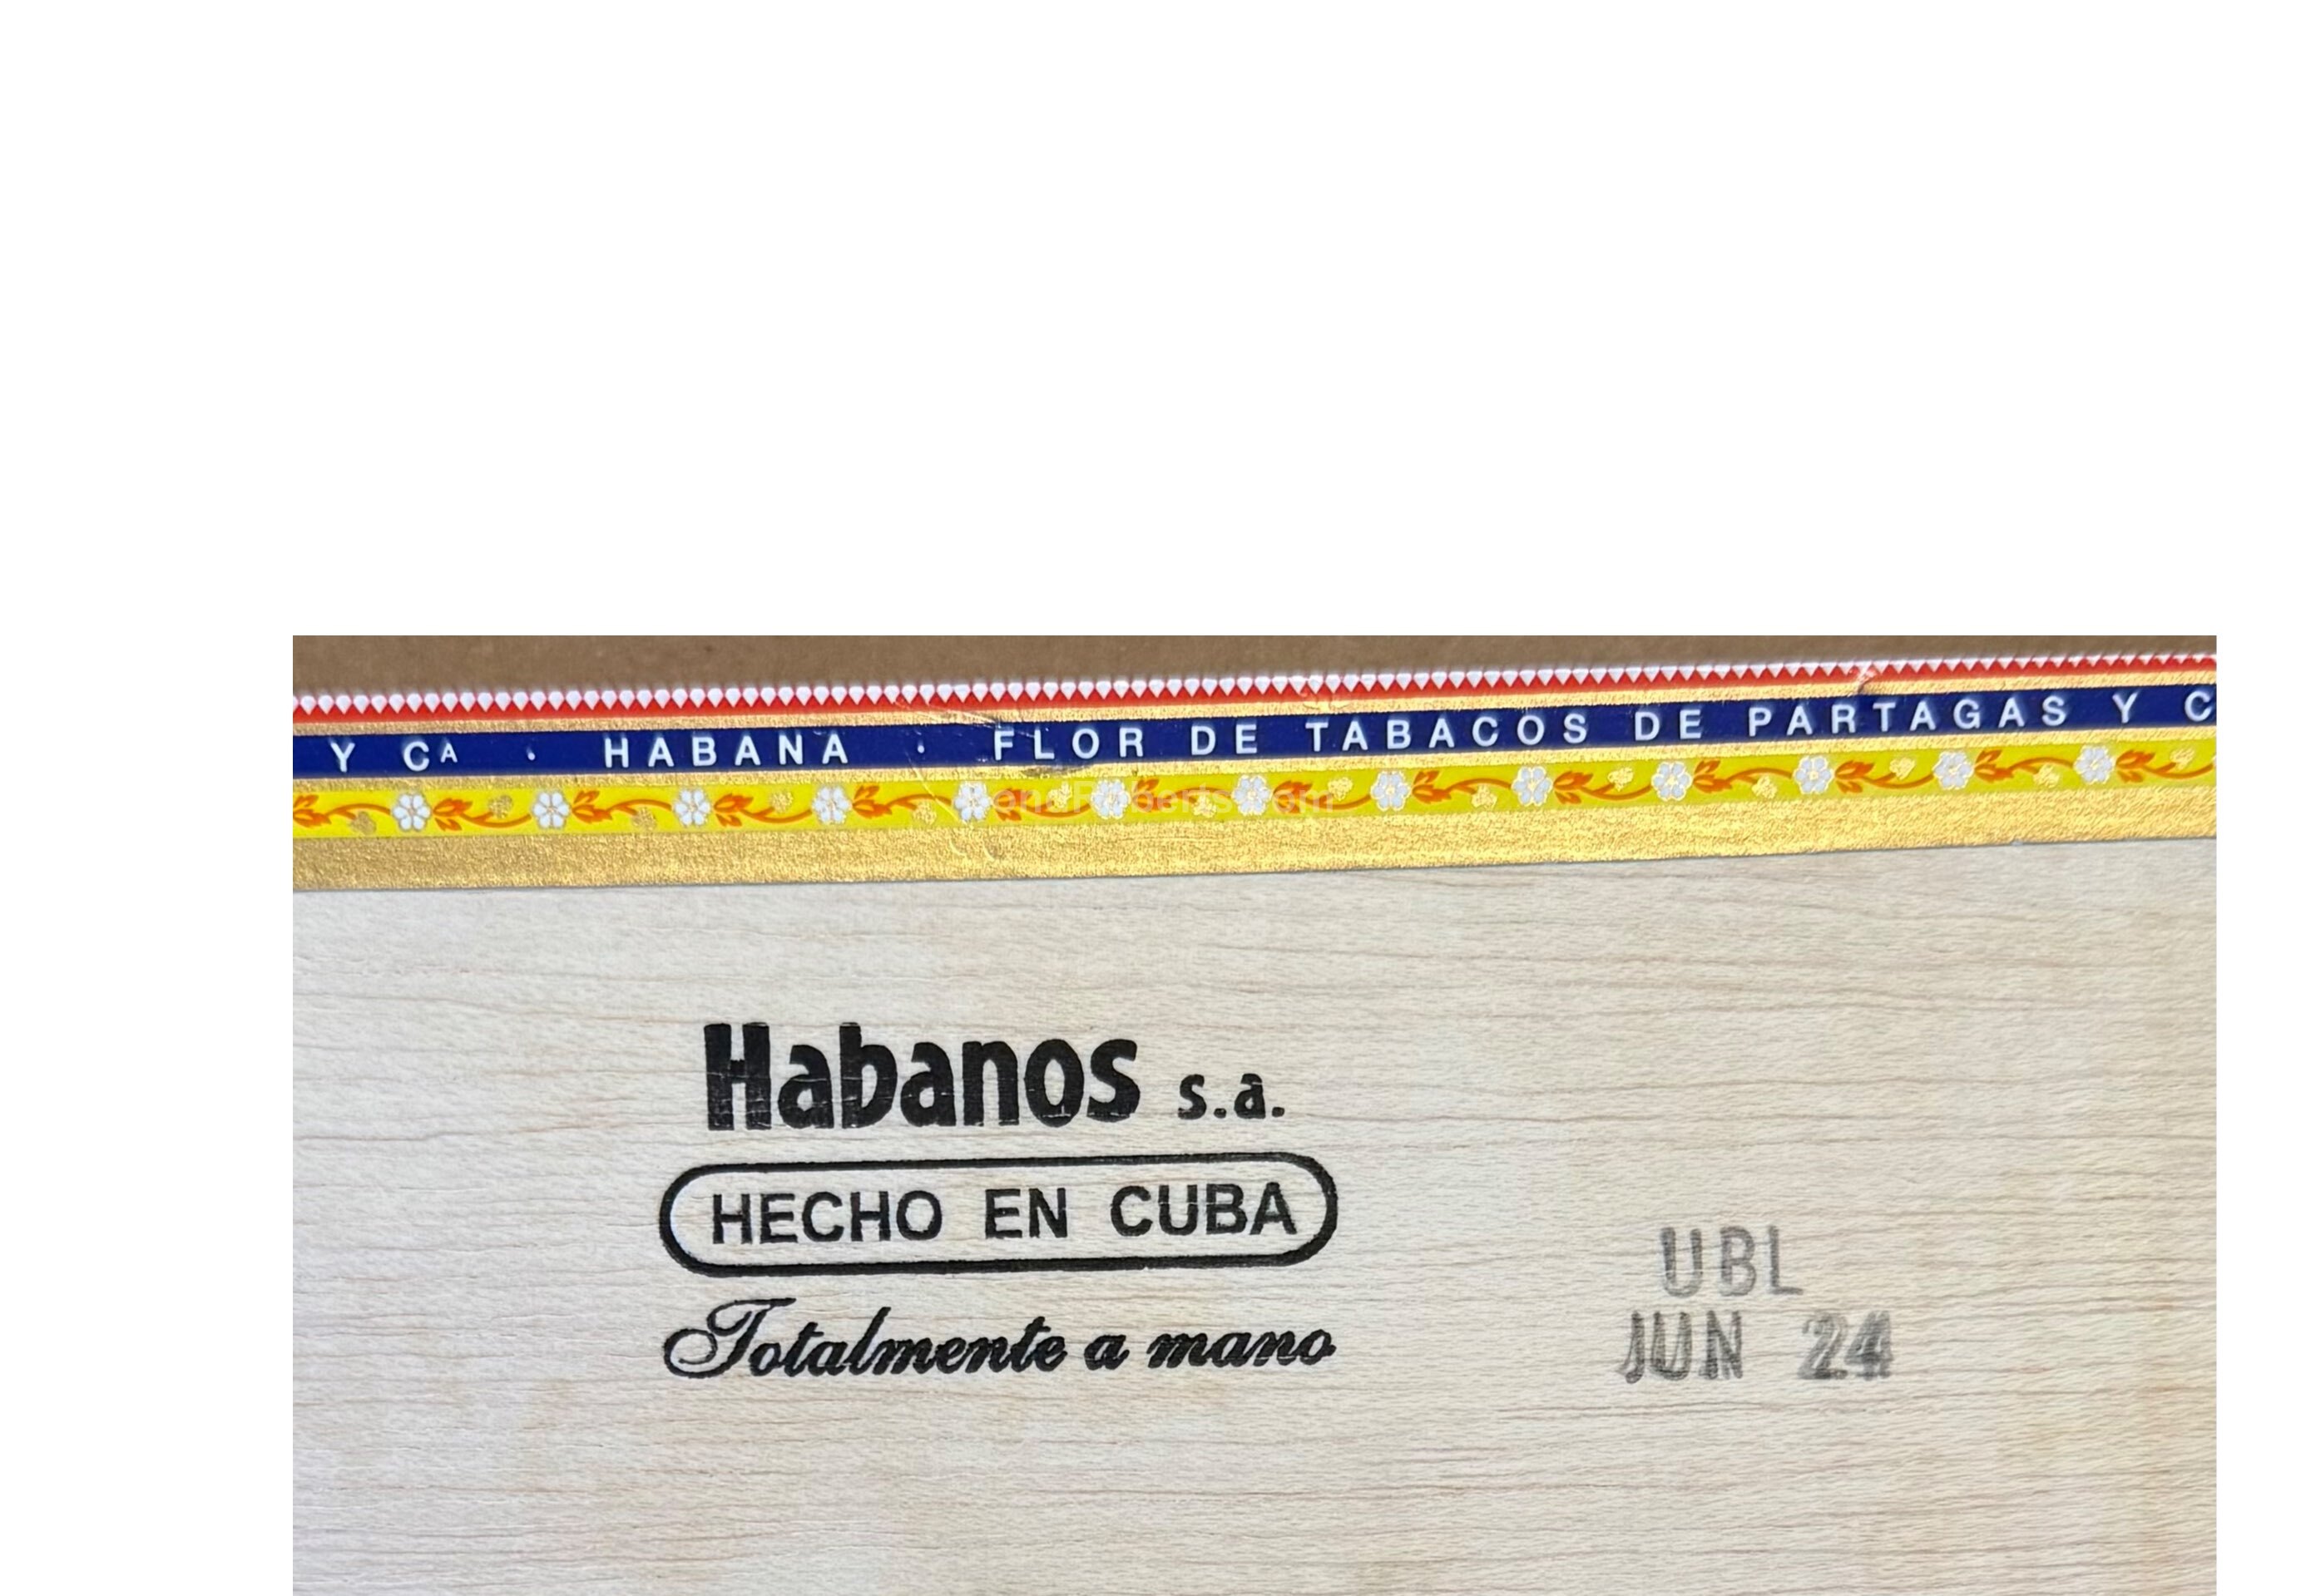 Y Cª · HABANA · FLOR DE TABACOS DE PARTAGAS Y C
Habanos s.a.
HECHO EN CUBA
Totalmente a mano
UBL
JUN 24